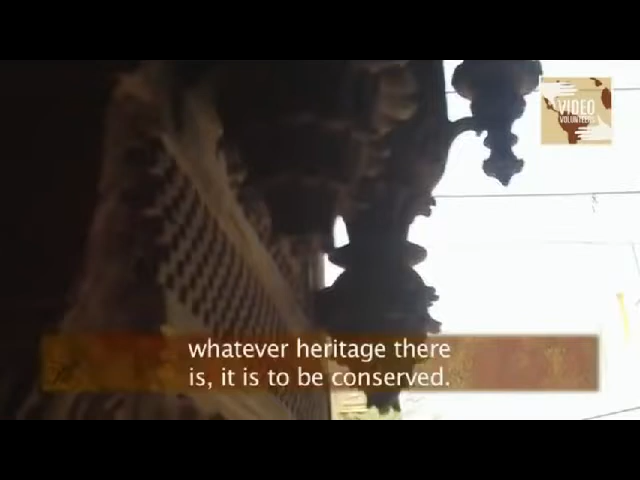 VIDEO
VOLUNTEERS
whatever heritage there
is, it is to be conserved.